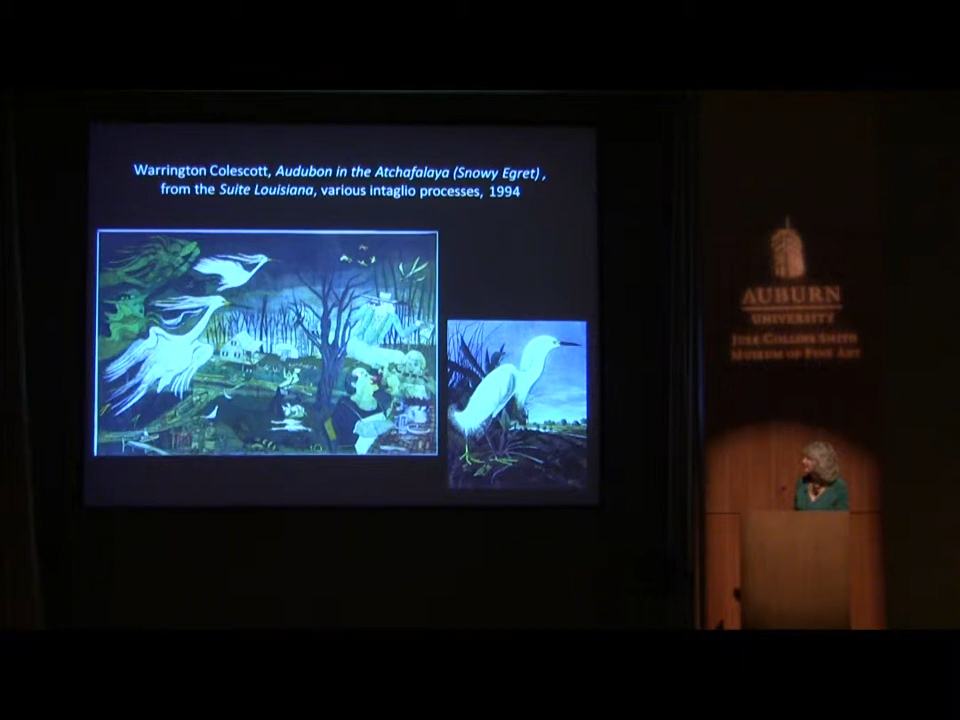 Warrington Colescott, Audubon in the Atchafalaya (Snowy Egret) ,
from the Suite Louisiana, various intaglio processes, 1994
AUBURN
UNIVERSITY
JULE COLLINS SMITH
MUSEUM OF FINE ART